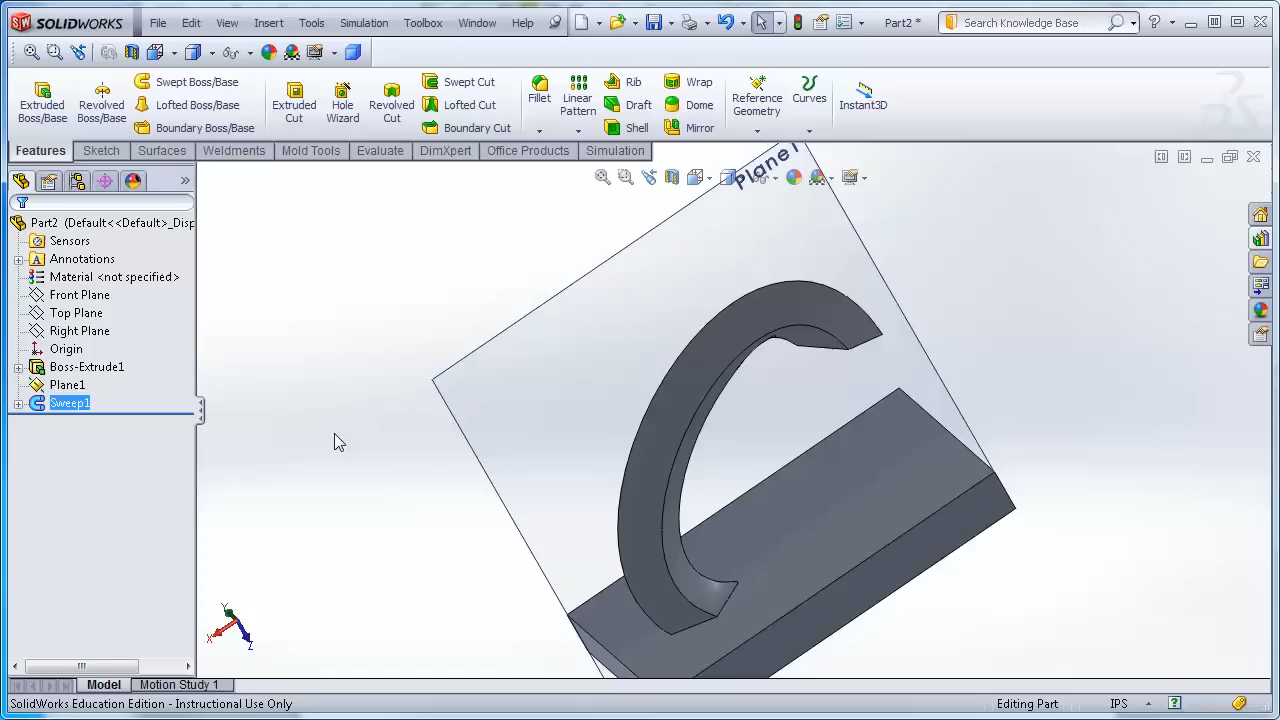 SOLIDWORKS File Edit View Insert Tools Simulation Toolbox Window Help Part2 * Search Knowledge Base
Extruded Boss/Base
Revolved Boss/Base
Swept Boss/Base
Lofted Boss/Base
Boundary Boss/Base
Extruded Cut
Hole Wizard
Revolved Cut
Swept Cut
Lofted Cut
Boundary Cut
Fillet
Linear Pattern
Rib
Draft
Shell
Wrap
Dome
Mirror
Reference Geometry
Curves
Instant3D
Features Sketch Surfaces Weldments Mold Tools Evaluate DimXpert Office Products Simulation
Part2 (Default<<Default>_Disp
Sensors
Annotations
Material <not specified>
Front Plane
Top Plane
Right Plane
Origin
Boss-Extrude1
Plane1
Sweep1
Plane1
Y
X
Z
Model Motion Study 1
SolidWorks Education Edition - Instructional Use Only Editing Part IPS